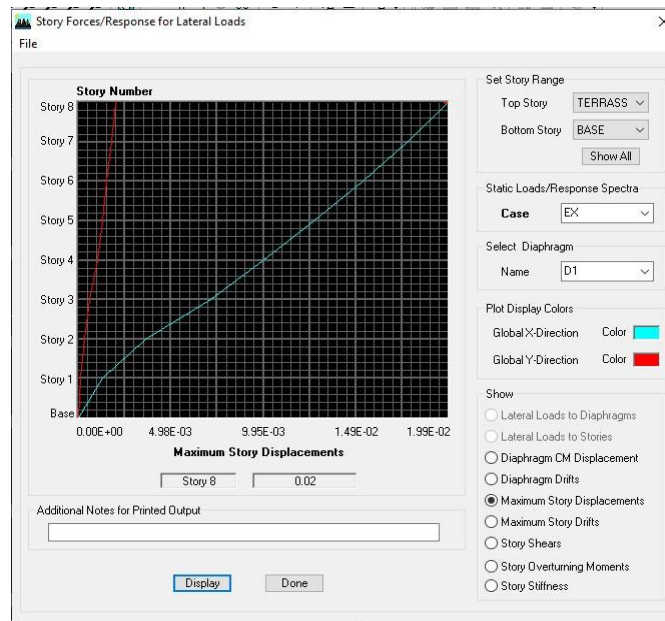 Story Forces/Response for Lateral Loads
File
Story Number
Story 8
Story 7
Story 6
Story 5
Story 4
Story 3
Story 2
Story 1
Base
0.00E+00 4.98E-03 9.95E-03 1.49E-02 1.99E-02
Maximum Story Displacements
Story 8 0.02
Additional Notes for Printed Output
Display Done
Set Story Range
Top Story TERRASS
Bottom Story BASE
Show All
Static Loads/Response Spectra
Case EX
Select Diaphragm
Name D1
Plot Display Colors
Global X-Direction Color
Global Y-Direction Color
Show
Lateral Loads to Diaphragms
Lateral Loads to Stories
Diaphragm CM Displacement
Diaphragm Drifts
Maximum Story Displacements
Maximum Story Drifts
Story Shears
Story Overturning Moments
Story Stiffness